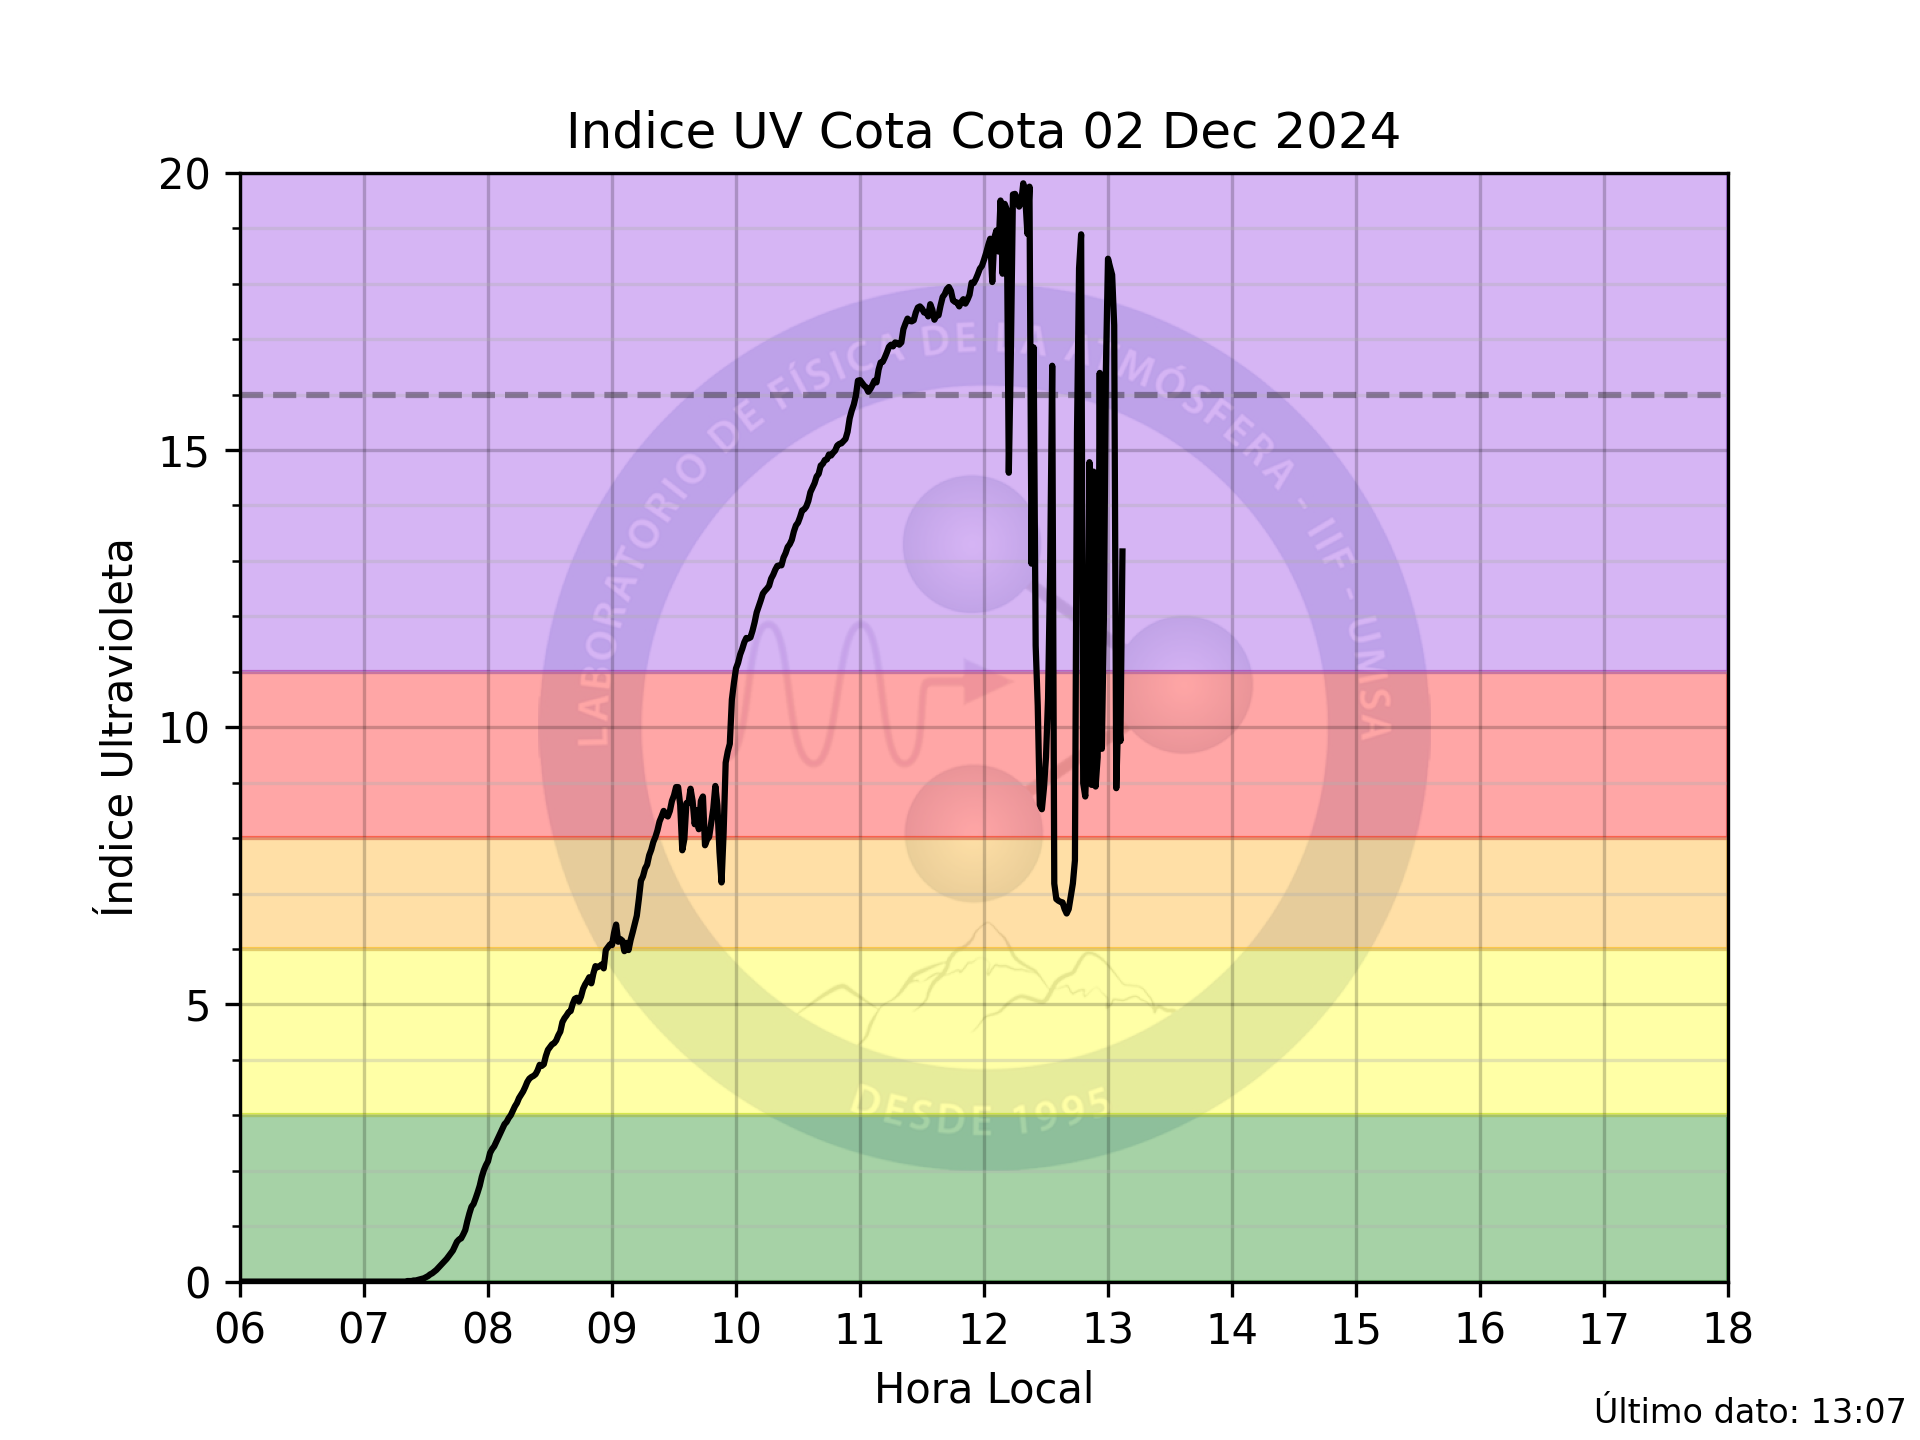 Indice UV Cota Cota 02 Dec 2024
20
15
10
5
0
Índice Ultravioleta
LABORATORIO DE FÍSICA DE LA ATMÓSFERA - IIF - UMSA
DESDE 1995
06 07 08 09 10 11 12 13 14 15 16 17 18
Hora Local
Último dato: 13:07